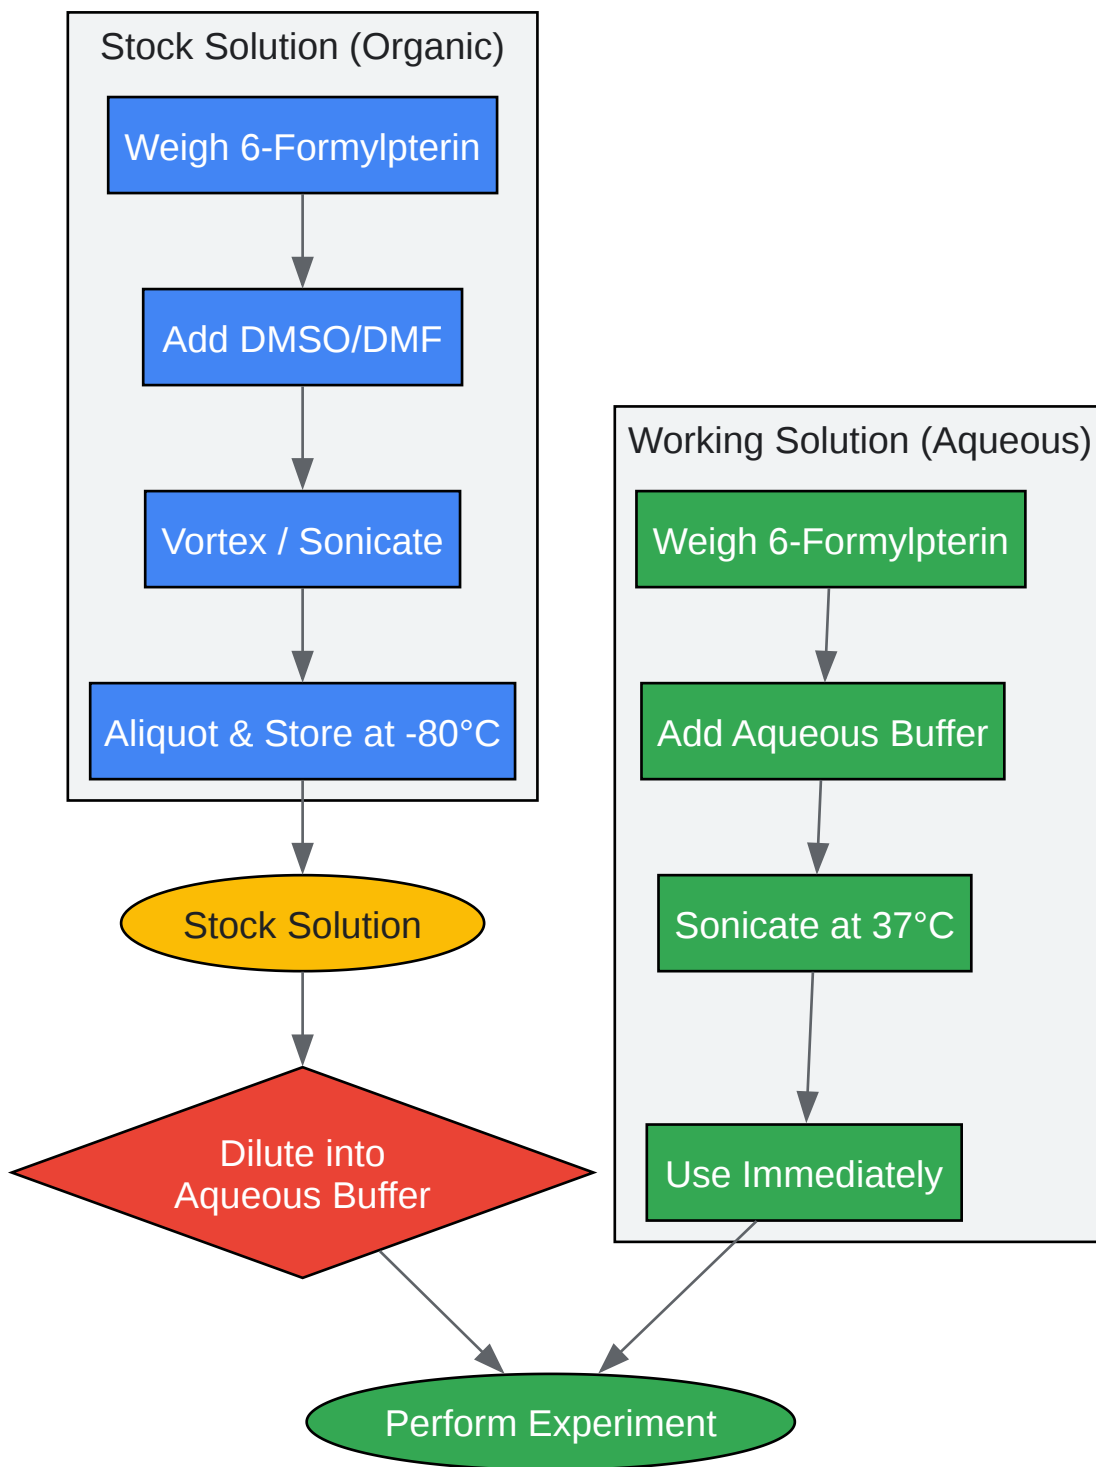 Stock Solution (Organic)
Weigh 6-Formylpterin
Add DMSO/DMF
Vortex / Sonicate
Aliquot & Store at -80°C
Stock Solution
Dilute into
Aqueous Buffer
Working Solution (Aqueous)
Weigh 6-Formylpterin
Add Aqueous Buffer
Sonicate at 37°C
Use Immediately
Perform Experiment